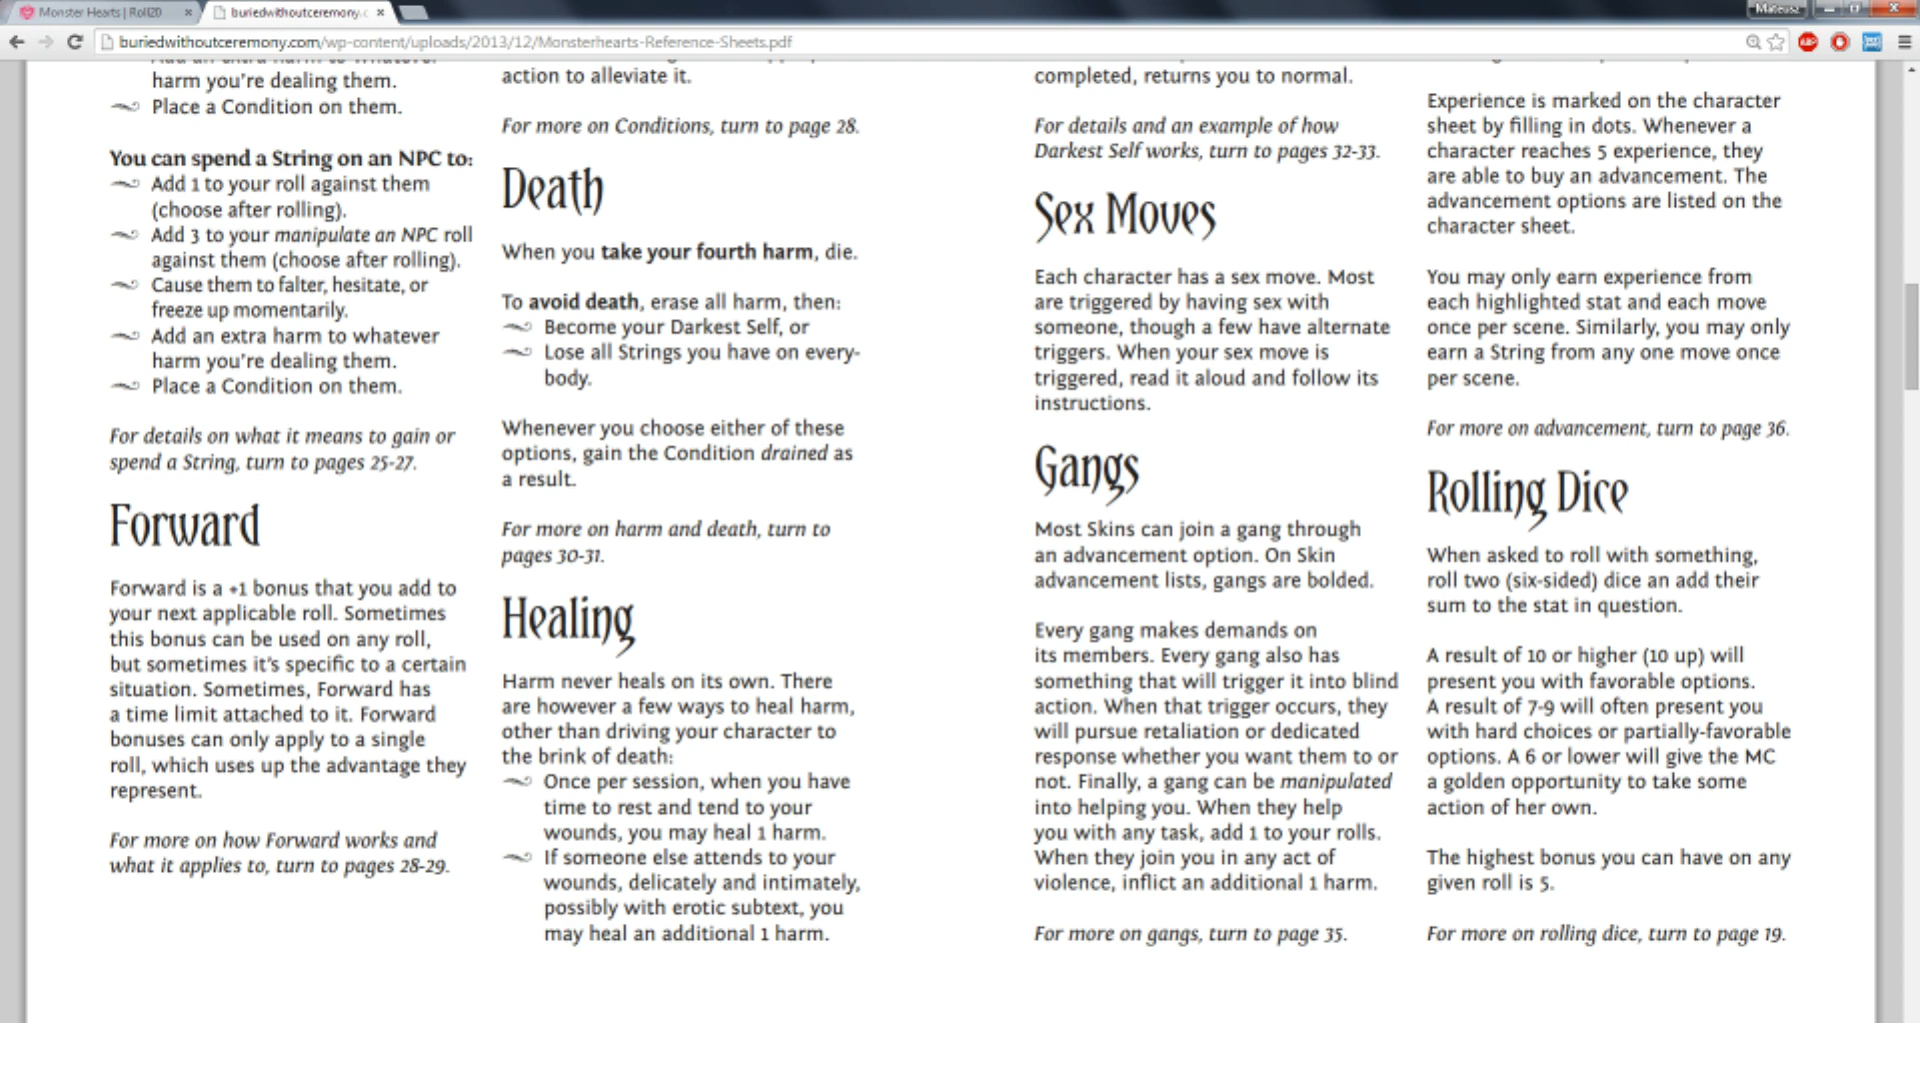 Monster Hearts | Roll20
buriedwithoutceremony.c
Mateusz
buriedwithoutceremony.com/wp-content/uploads/2013/12/Monsterhearts-Reference-Sheets.pdf
harm you're dealing them.
Place a Condition on them.
You can spend a String on an NPC to:
Add 1 to your roll against them
(choose after rolling).
Add 3 to your manipulate an NPC roll
against them (choose after rolling).
Cause them to falter, hesitate, or
freeze up momentarily.
Add an extra harm to whatever
harm you're dealing them.
Place a Condition on them.
For details on what it means to gain or
spend a String, turn to pages 25-27.
Forward
Forward is a +1 bonus that you add to
your next applicable roll. Sometimes
this bonus can be used on any roll,
but sometimes it's specific to a certain
situation. Sometimes, Forward has
a time limit attached to it. Forward
bonuses can only apply to a single
roll, which uses up the advantage they
represent.
For more on how Forward works and
what it applies to, turn to pages 28-29.
action to alleviate it.
For more on Conditions, turn to page 28.
Death
When you take your fourth harm, die.
To avoid death, erase all harm, then:
Become your Darkest Self, or
Lose all Strings you have on every-
body.
Whenever you choose either of these
options, gain the Condition drained as
a result.
For more on harm and death, turn to
pages 30-31.
Healing
Harm never heals on its own. There
are however a few ways to heal harm,
other than driving your character to
the brink of death:
Once per session, when you have
time to rest and tend to your
wounds, you may heal 1 harm.
If someone else attends to your
wounds, delicately and intimately,
possibly with erotic subtext, you
may heal an additional 1 harm.
completed, returns you to normal.
For details and an example of how
Darkest Self works, turn to pages 32-33.
Sex Moves
Each character has a sex move. Most
are triggered by having sex with
someone, though a few have alternate
triggers. When your sex move is
triggered, read it aloud and follow its
instructions.
Gangs
Most Skins can join a gang through
an advancement option. On Skin
advancement lists, gangs are bolded.
Every gang makes demands on
its members. Every gang also has
something that will trigger it into blind
action. When that trigger occurs, they
will pursue retaliation or dedicated
response whether you want them to or
not. Finally, a gang can be manipulated
into helping you. When they help
you with any task, add 1 to your rolls.
When they join you in any act of
violence, inflict an additional 1 harm.
For more on gangs, turn to page 35.
Experience is marked on the character
sheet by filling in dots. Whenever a
character reaches 5 experience, they
are able to buy an advancement. The
advancement options are listed on the
character sheet.
You may only earn experience from
each highlighted stat and each move
once per scene. Similarly, you may only
earn a String from any one move once
per scene.
For more on advancement, turn to page 36.
Rolling Dice
When asked to roll with something,
roll two (six-sided) dice an add their
sum to the stat in question.
A result of 10 or higher (10 up) will
present you with favorable options.
A result of 7-9 will often present you
with hard choices or partially-favorable
options. A 6 or lower will give the MC
a golden opportunity to take some
action of her own.
The highest bonus you can have on any
given roll is 5.
For more on rolling dice, turn to page 19.